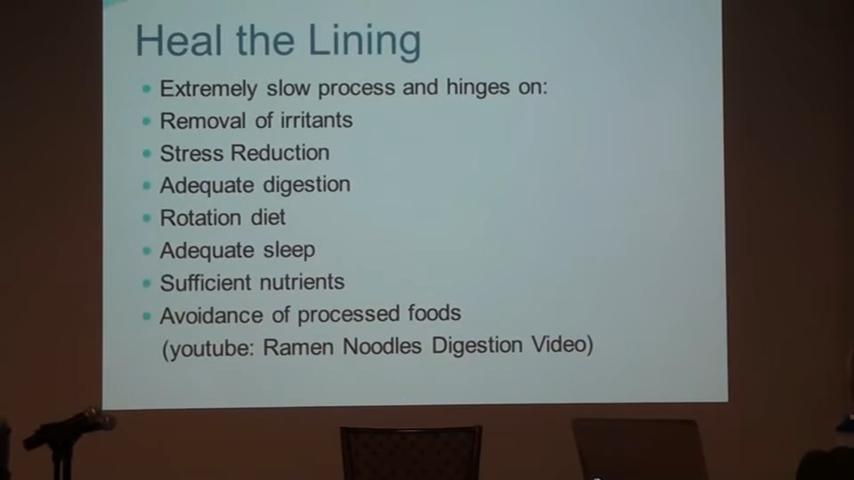 Heal the Lining
• Extremely slow process and hinges on:
• Removal of irritants
• Stress Reduction
• Adequate digestion
• Rotation diet
• Adequate sleep
• Sufficient nutrients
• Avoidance of processed foods
(youtube: Ramen Noodles Digestion Video)